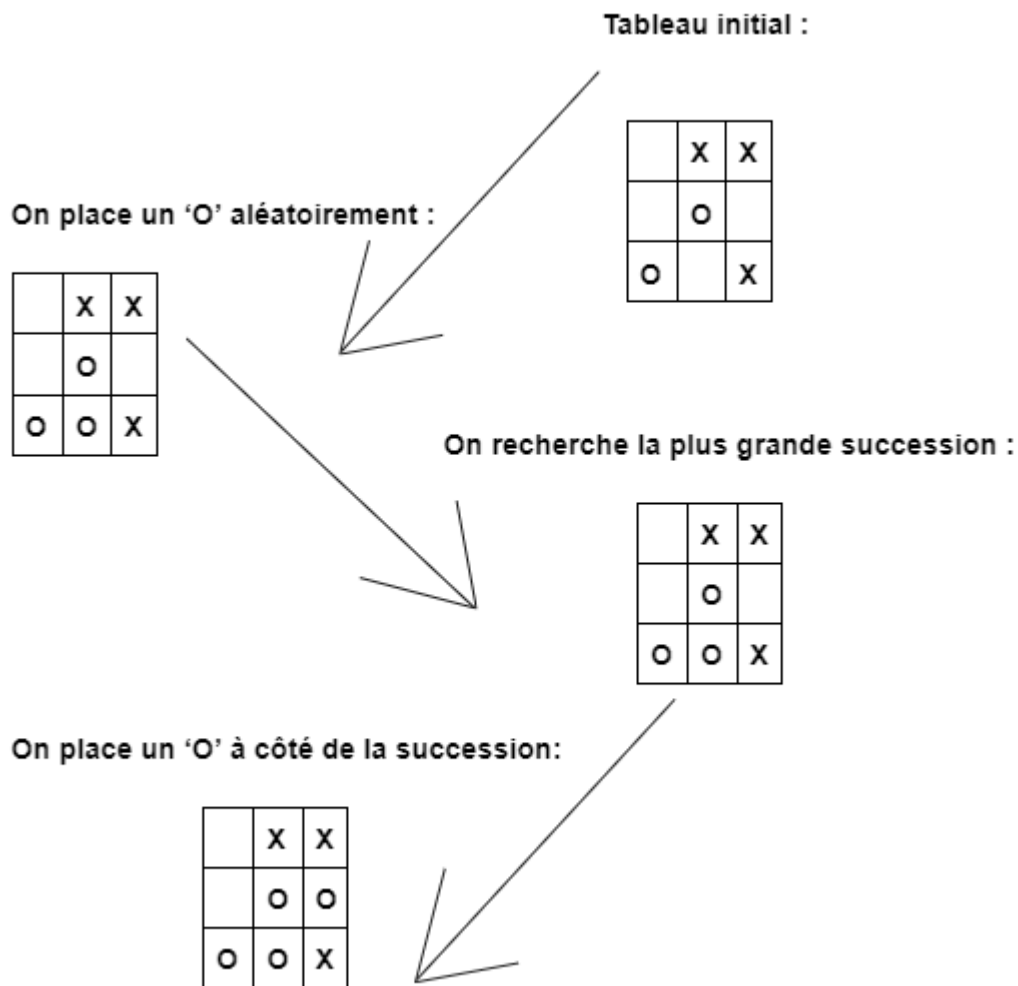 Tableau initial :
X X
O
O X
On place un ‘O’ aléatoirement :
X X
O
O O X
On recherche la plus grande succession :
X X
O
O O X
On place un ‘O’ à côté de la succession:
X X
O O
O O X